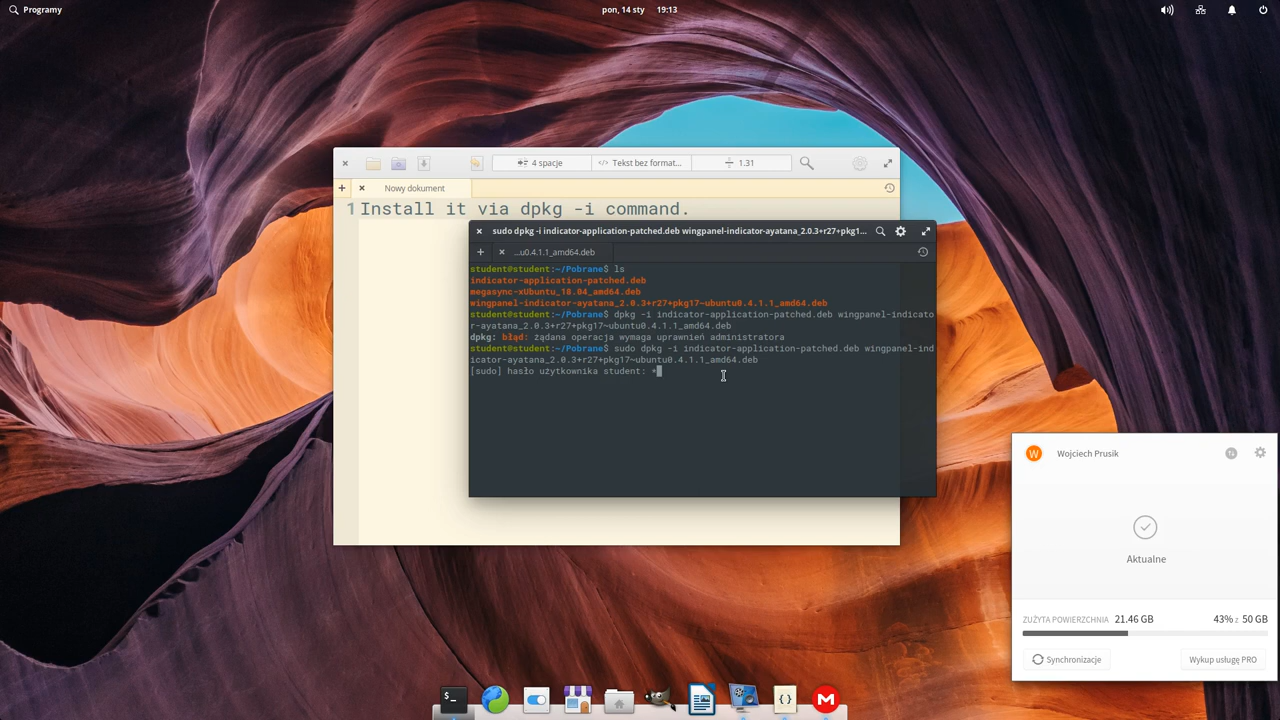 Programy
pon, 14 sty 19:13
4 spacje
</> Tekst bez format...
1.31
Nowy dokument
1 Install it via dpkg -i command.
sudo dpkg -i indicator-application-patched.deb wingpanel-indicator-ayatana_2.0.3+r27+pkg1...
...u0.4.1.1_amd64.deb
student@student:~/Pobrane$ ls
indicator-application-patched.deb
megasync-xUbuntu_18.04_amd64.deb
wingpanel-indicator-ayatana_2.0.3+r27+pkg17~ubuntu0.4.1.1_amd64.deb
student@student:~/Pobrane$ dpkg -i indicator-application-patched.deb wingpanel-indicato
r-ayatana_2.0.3+r27+pkg17~ubuntu0.4.1.1_amd64.deb
dpkg: błąd: żądana operacja wymaga uprawnień administratora
student@student:~/Pobrane$ sudo dpkg -i indicator-application-patched.deb wingpanel-ind
icator-ayatana_2.0.3+r27+pkg17~ubuntu0.4.1.1_amd64.deb
[sudo] hasło użytkownika student: *
W
Wojciech Prusik
Aktualne
ZUŻYTA POWIERZCHNIA 21.46 GB
43% z 50 GB
Synchronizacje
Wykup usługę PRO
>_
{}
M